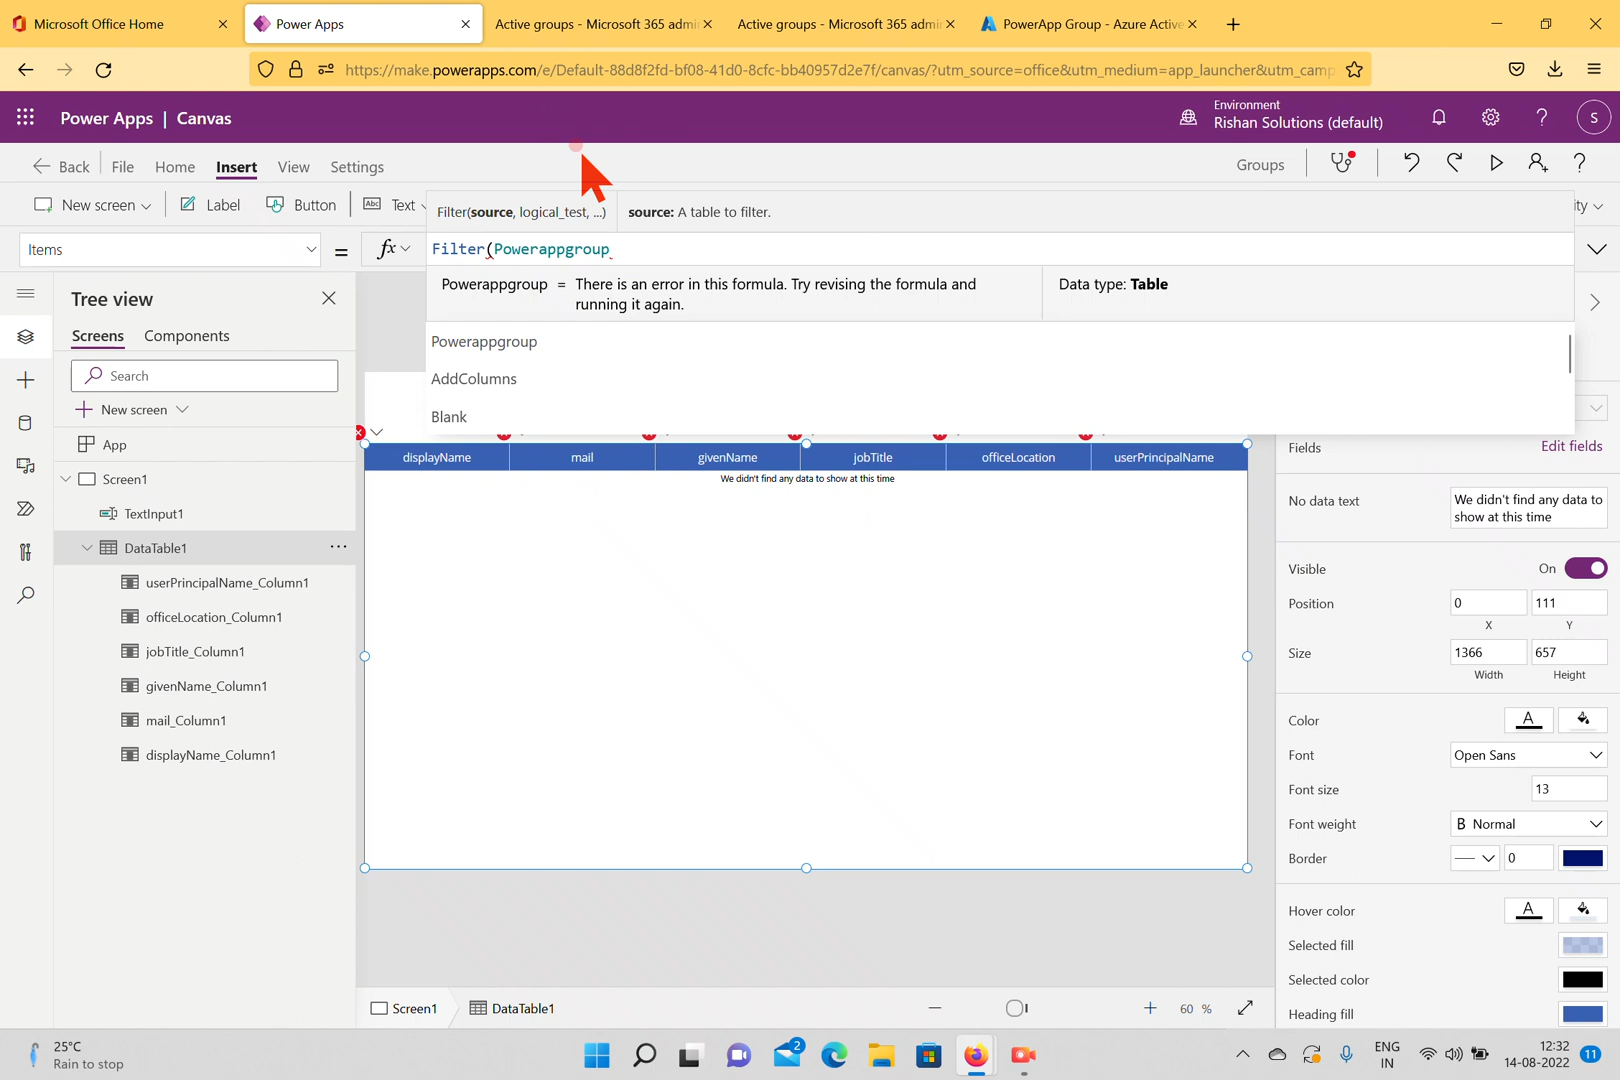 Microsoft Office Home
Power Apps
Active groups - Microsoft 365 admi
Active groups - Microsoft 365 admi
PowerApp Group - Azure Active
https://make.powerapps.com/e/Default-88d8f2fd-bf08-41d0-8cfc-bb40957d2e7f/canvas/?utm_source=office&utm_medium=app_launcher&utm_camp
Power Apps | Canvas
Environment
Rishan Solutions (default)
S
Back
File
Home
Insert
View
Settings
Groups
New screen
Label
Button
Abc
Text
Filter(source, logical_test, ...)
source: A table to filter.
ity
Items
=
fx
Filter(Powerappgroup
Powerappgroup = There is an error in this formula. Try revising the formula and running it again.
Data type: Table
Powerappgroup
AddColumns
Blank
Tree view
Screens
Components
Search
New screen
App
Screen1
TextInput1
DataTable1
userPrincipalName_Column1
officeLocation_Column1
jobTitle_Column1
givenName_Column1
mail_Column1
displayName_Column1
displayName
mail
givenName
jobTitle
officeLocation
userPrincipalName
We didn't find any data to show at this time
Fields
Edit fields
No data text
We didn't find any data to
show at this time
Visible
On
Position
0
111
X
Y
Size
1366
657
Width
Height
Color
A
Font
Open Sans
Font size
13
Font weight
B Normal
Border
0
Hover color
A
Selected fill
Selected color
Heading fill
Screen1
DataTable1
60 %
25°C
Rain to stop
2
ENG
IN
12:32
14-08-2022
11